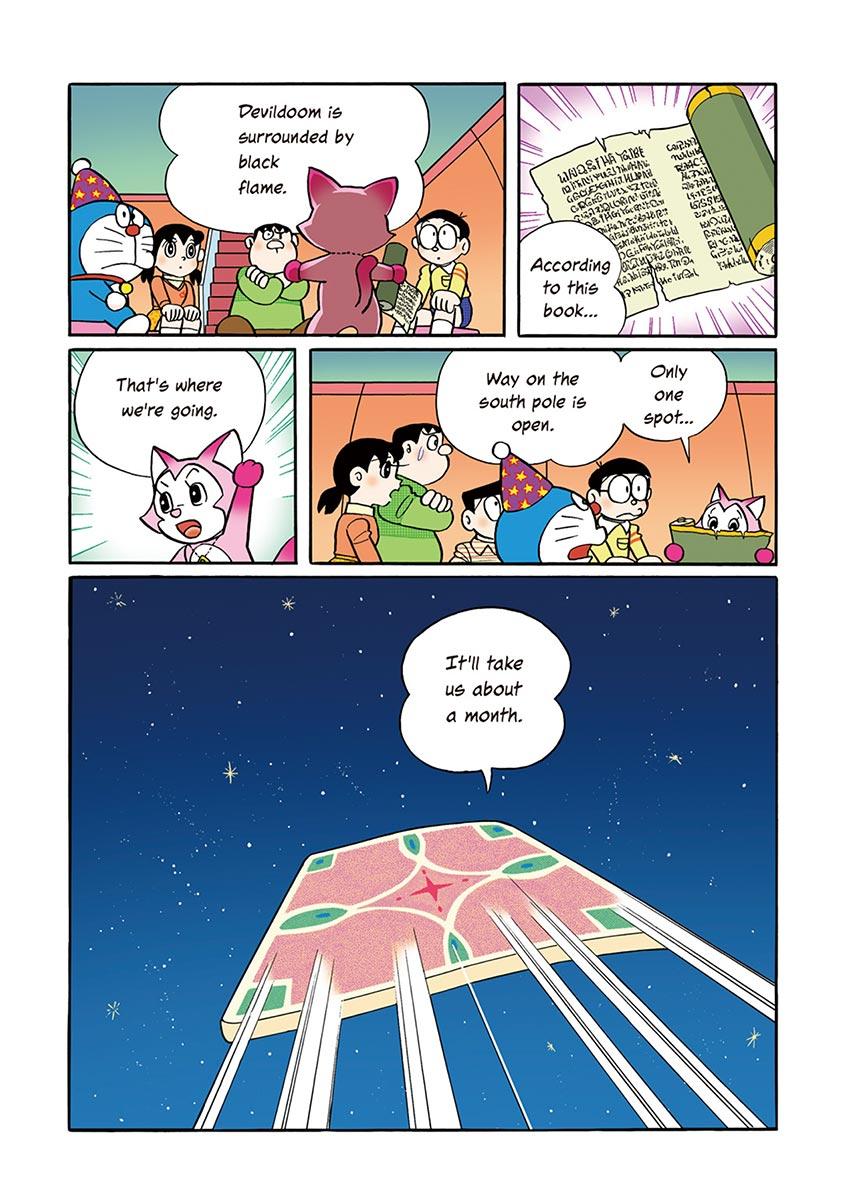 Devildoom is
surrounded by
black
flame.
According
to this
book...
That's where
we're going.
Way on the
south pole is
open.
Only
one
spot...
It'll take
us about
a month.